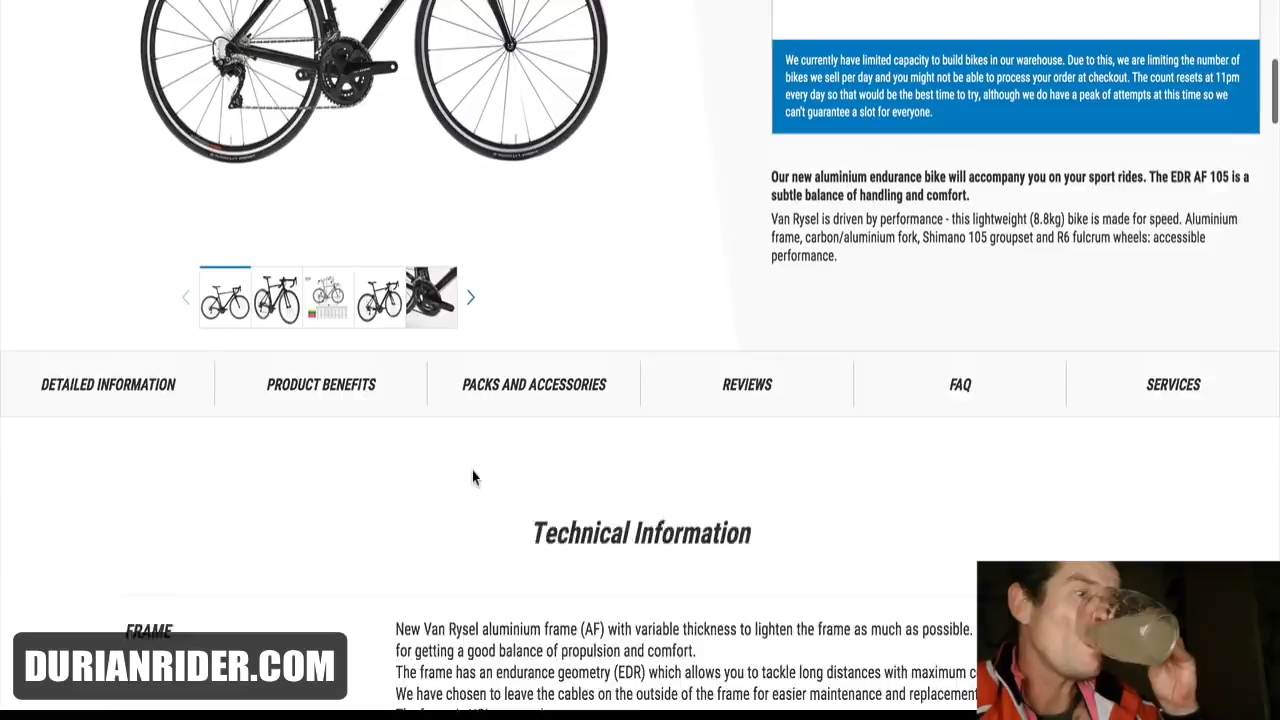 We currently have limited capacity to build bikes in our warehouse. Due to this, we are limiting the number of
bikes we sell per day and you might not be able to process your order at checkout. The count resets at 11pm
every day so that would be the best time to try, although we do have a peak of attempts at this time so we
can't guarantee a slot for everyone.
Our new aluminium endurance bike will accompany you on your sport rides. The EDR AF 105 is a
subtle balance of handling and comfort.
Van Rysel is driven by performance - this lightweight (8.8kg) bike is made for speed. Aluminium
frame, carbon/aluminium fork, Shimano 105 groupset and R6 fulcrum wheels: accessible
performance.
DETAILED INFORMATION
PRODUCT BENEFITS
PACKS AND ACCESSORIES
REVIEWS
FAQ
SERVICES
Technical Information
FRAME
New Van Rysel aluminium frame (AF) with variable thickness to lighten the frame as much as possible.
for getting a good balance of propulsion and comfort.
The frame has an endurance geometry (EDR) which allows you to tackle long distances with maximum
We have chosen to leave the cables on the outside of the frame for easier maintenance and replacement
DURIANRIDER.COM